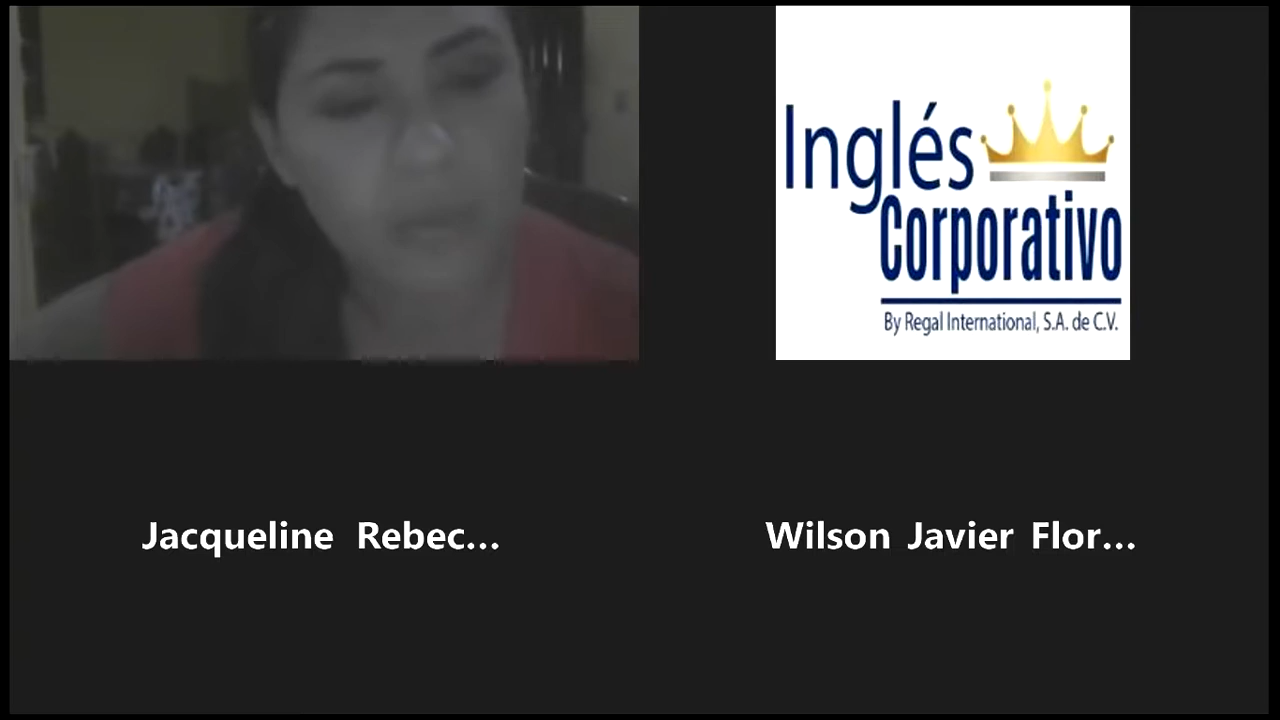 Inglés
Corporativo
By Regal International, S.A. de C.V.
Jacqueline Rebec...
Wilson Javier Flor...